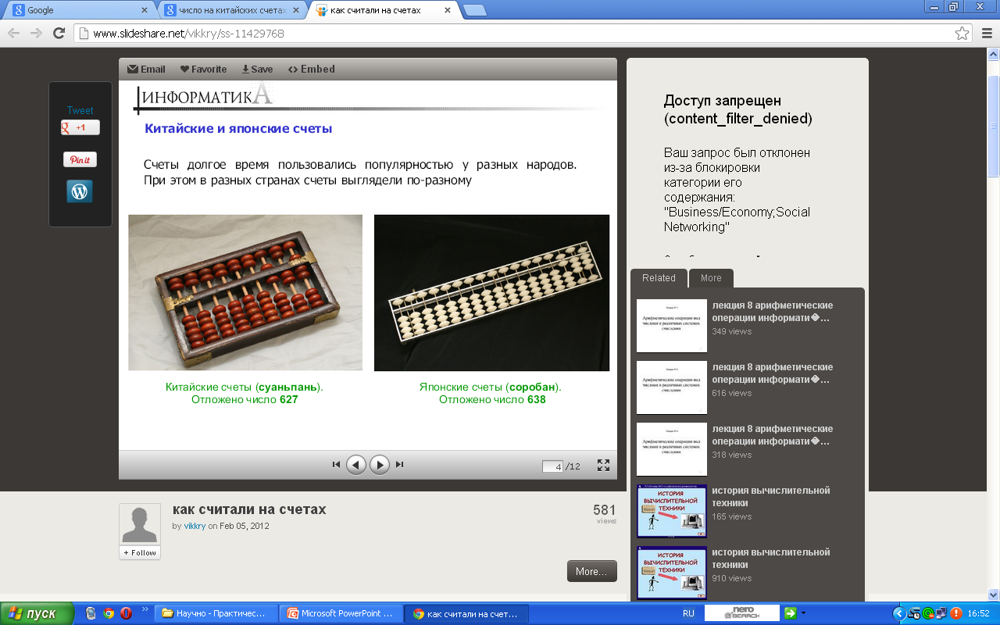 Google
число на китайских счетах
как считали на счетах
www.slideshare.net/vikkry/ss-11429768
Email Favorite Save Embed
Tweet
+1
Pin it
ИНФОРМАТИКА
Китайские и японские счеты
Счеты долгое время пользовались популярностью у разных народов.
При этом в разных странах счеты выглядели по-разному
Китайские счеты (суаньпань).
Отложено число 627
Японские счеты (соробан).
Отложено число 638
4 /12
как считали на счетах
by vikkry on Feb 05, 2012
581
views
+ Follow
More...
Доступ запрещен
(content_filter_denied)
Ваш запрос был отклонен
из-за блокировки
категории его
содержания:
"Business/Economy;Social
Networking"
Related More
лекция 8 арифметические
операции информати�...
349 views
лекция 8 арифметические
операции информати�...
616 views
лекция 8 арифметические
операции информати�...
318 views
ИСТОРИЯ
ВЫЧИСЛИТЕЛЬНОЙ
ТЕХНИКИ
история вычислительной
техники
165 views
ИСТОРИЯ
ВЫЧИСЛИТЕЛЬНОЙ
ТЕХНИКИ
история вычислительной
техники
910 views
пуск
Научно - Практичес...
Microsoft PowerPoint ...
как считали на счет...
RU
nero
SEARCH
16:52